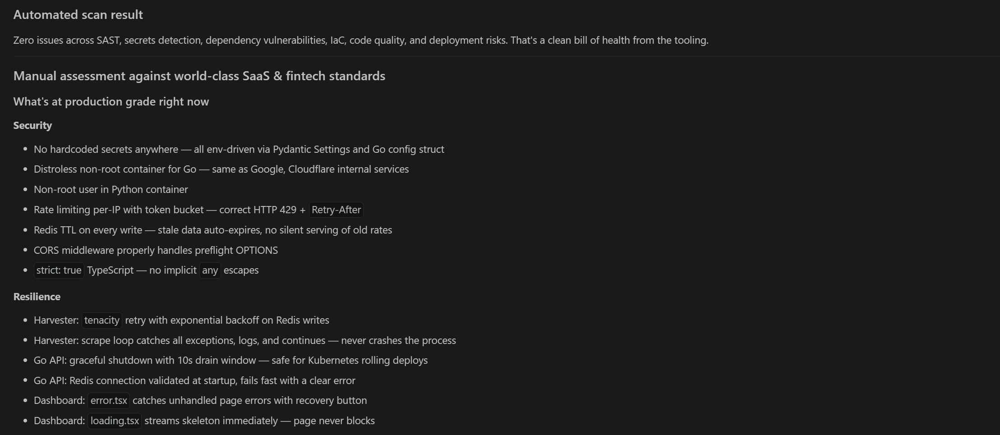 Automated scan result
Zero issues across SAST, secrets detection, dependency vulnerabilities, IaC, code quality, and deployment risks. That's a clean bill of health from the tooling.
Manual assessment against world-class SaaS & fintech standards
What's at production grade right now
Security
• No hardcoded secrets anywhere — all env-driven via Pydantic Settings and Go config struct
• Distroless non-root container for Go — same as Google, Cloudflare internal services
• Non-root user in Python container
• Rate limiting per-IP with token bucket — correct HTTP 429 + Retry-After
• Redis TTL on every write — stale data auto-expires, no silent serving of old rates
• CORS middleware properly handles preflight OPTIONS
• strict: true TypeScript — no implicit any escapes
Resilience
• Harvester: tenacity retry with exponential backoff on Redis writes
• Harvester: scrape loop catches all exceptions, logs, and continues — never crashes the process
• Go API: graceful shutdown with 10s drain window — safe for Kubernetes rolling deploys
• Go API: Redis connection validated at startup, fails fast with a clear error
• Dashboard: error.tsx catches unhandled page errors with recovery button
• Dashboard: loading.tsx streams skeleton immediately — page never blocks